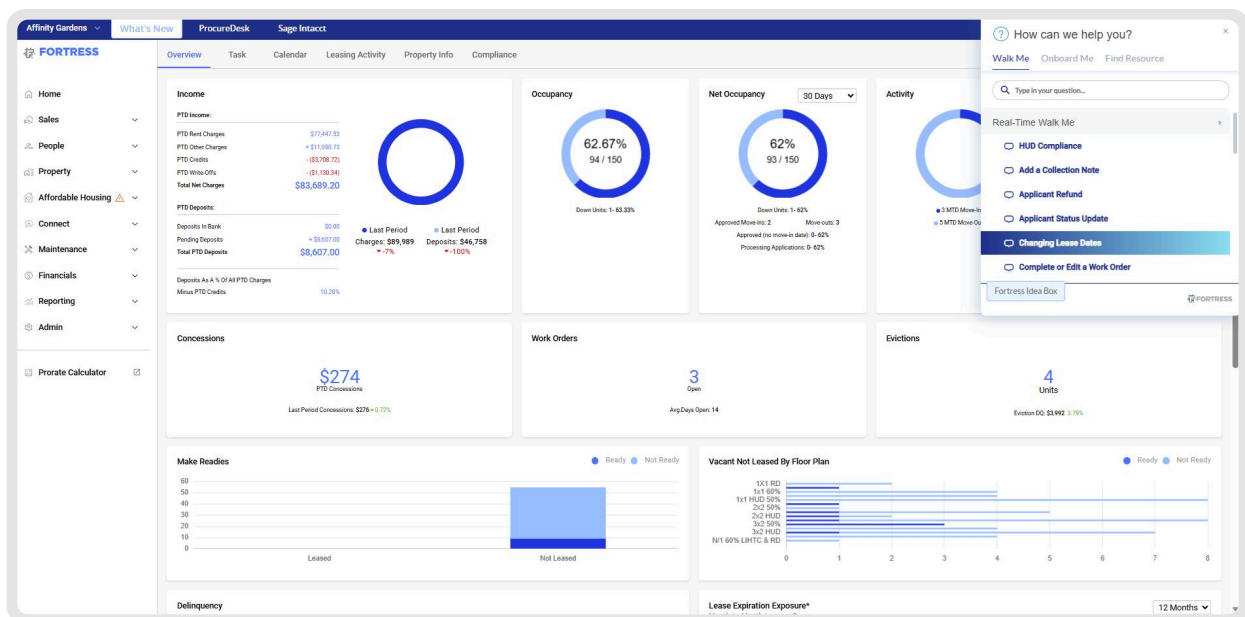 Affinity Gardens What's New ProcureDesk Sage Intacct
FORTRESS
Home
Sales
People
Property
Affordable Housing
Connect
Maintenance
Financials
Reporting
Admin
Prorate Calculator
Overview Task Calendar Leasing Activity Property Info Compliance
Income
PTD Income:
PTD Rent Charges $77,447.53
PTD Other Charges + $11,080.73
PTD Credits - ($3,708.72)
PTD Write-Offs - ($1,130.34)
Total Net Charges $83,689.20
PTD Deposits:
Deposits In Bank $0.00
Pending Deposits + $8,607.00
Total PTD Deposits $8,607.00
Deposits As A % Of All PTD Charges
Minus PTD Credits 10.28%
Last Period Last Period
Charges: $89,989 Deposits: $46,758
-7% -100%
Occupancy
62.67%
94 / 150
Down Units: 1- 63.33%
Net Occupancy 30 Days
62%
93 / 150
Down Units: 1- 62%
Approved Move-ins: 2 Move-outs: 3
Approved (no move-in date): 0- 62%
Processing Applications: 0- 62%
Activity
3 MTD Move-In
5 MTD Move-Ou
How can we help you?
Walk Me Onboard Me Find Resource
Type in your question...
Real-Time Walk Me
HUD Compliance
Add a Collection Note
Applicant Refund
Applicant Status Update
Changing Lease Dates
Complete or Edit a Work Order
Fortress Idea Box
FORTRESS
Concessions
$274
PTD Concessions
Last Period Concessions: $276 - 0.72%
Work Orders
3
Open
Avg.Days Open: 14
Evictions
4
Units
Eviction DQ: $3,992 3.79%
Make Readies
Ready Not Ready
60
50
40
30
20
10
0
Leased Not Leased
Vacant Not Leased By Floor Plan
Ready Not Ready
1X1 RD
1x1 60%
1x1 HUD 50%
2x2 50%
2x2 HUD
3x2 50%
3x2 HUD
N/1 60% LIHTC & RD
0 1 2 3 4 5 6 7 8
Delinquency
Lease Expiration Exposure*
12 Months